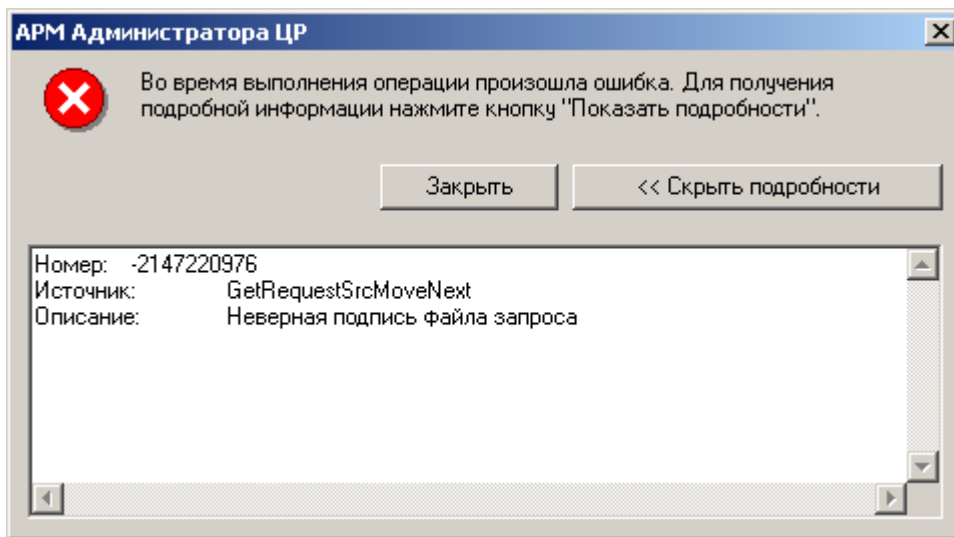 АРМ Администратора ЦР
Во время выполнения операции произошла ошибка. Для получения
подробной информации нажмите кнопку "Показать подробности".
Закрыть
<< Скрыть подробности
Номер: -2147220976
Источник: GetRequestSrcMoveNext
Описание: Неверная подпись файла запроса